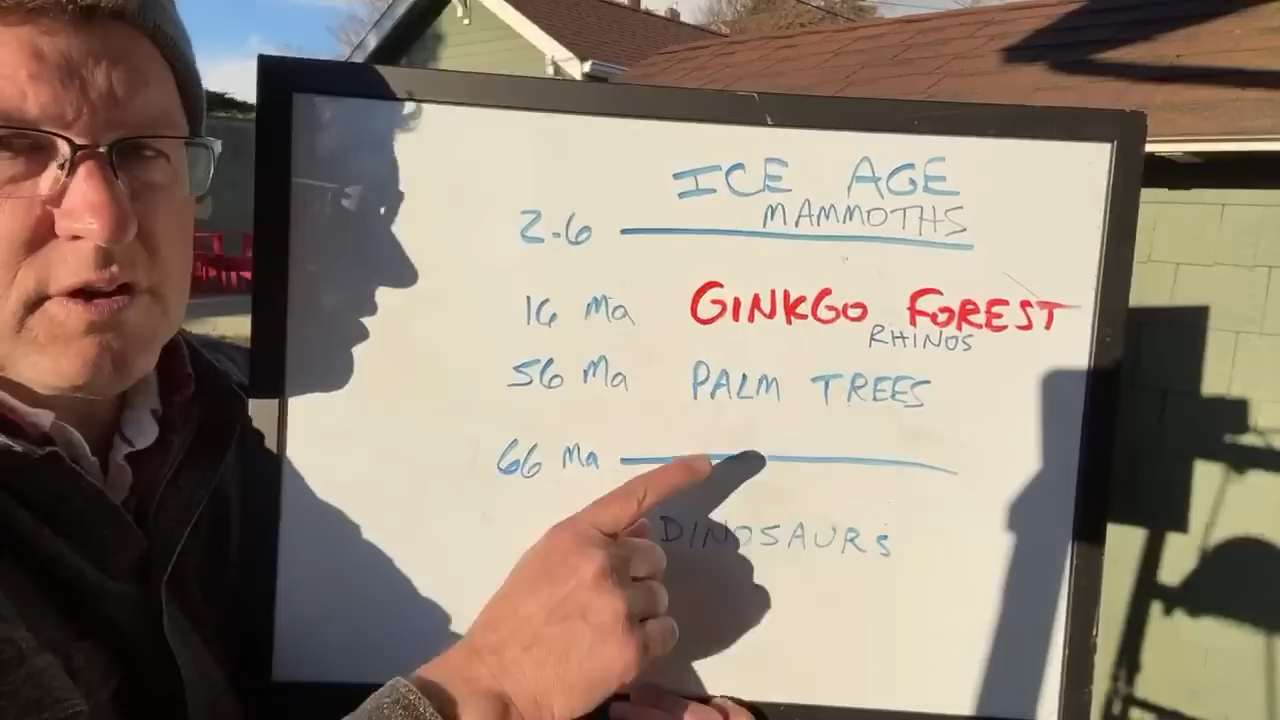 ICE AGE
MAMMOTHS
2.6
16 Ma GINKGO FOREST
RHINOS
56 Ma PALM TREES
66 Ma
DINOSAURS